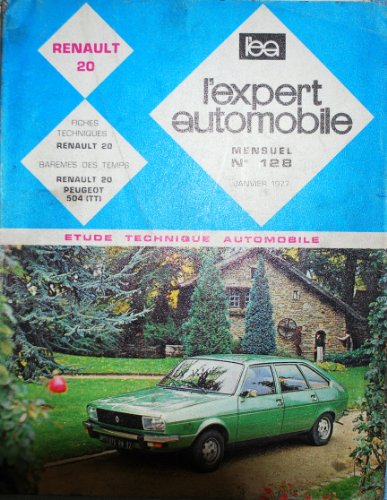 RENAULT
20
l'ea
l'expert
automobile
MENSUEL
N° 128
JANVIER 1977
FICHES
TECHNIQUES
RENAULT 20
BAREMES DES TEMPS
RENAULT 20
PEUGEOT
504 (TT)
ETUDE TECHNIQUE AUTOMOBILE